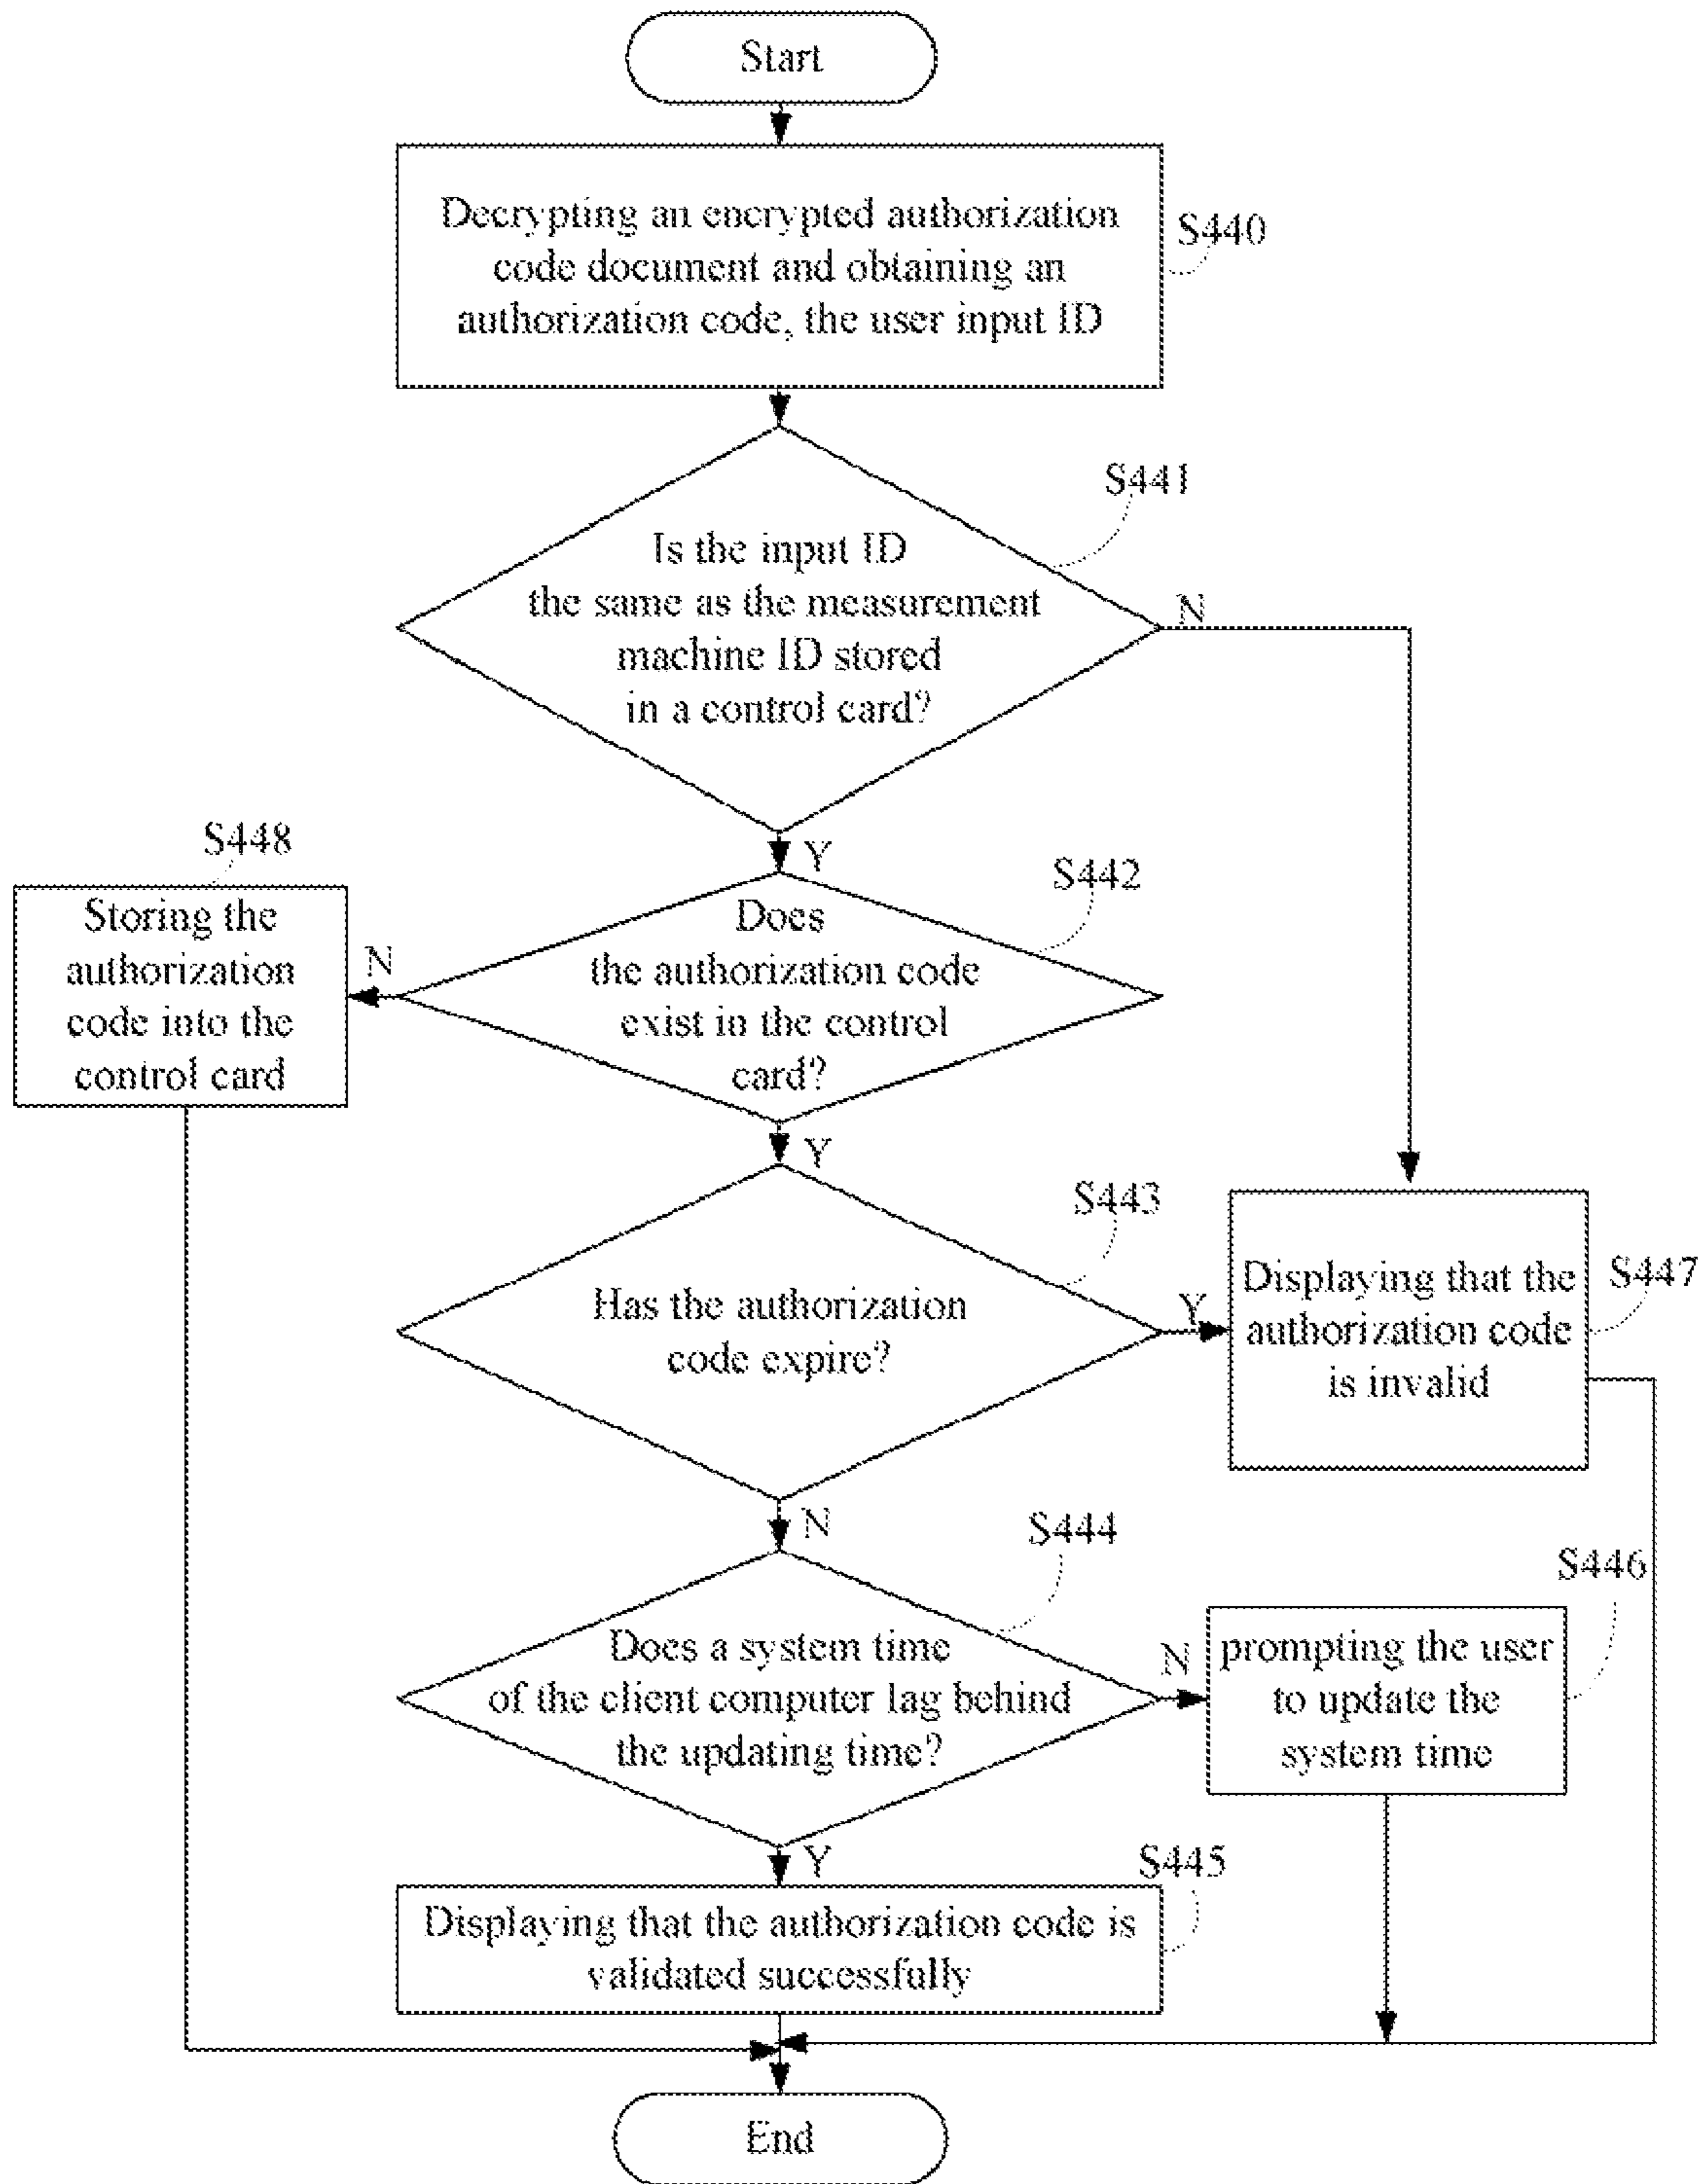 Start
Decrypting an encrypted authorization
code document and obtaining an
authorization code, the user input ID
S440
S441
Is the input ID
the same as the measurement
machine ID stored
in a control card?
N
Y
S448
Storing the
authorization
code into the
control card
N
S442
Does
the authorization code
exist in the control
card?
Y
S443
Has the authorization
code expire?
Y
Displaying that the
authorization code
is invalid
S447
N
S444
Does a system time
of the client computer lag behind
the updating time?
N
S446
prompting the user
to update the
system time
Y
S445
Displaying that the authorization code is
validated successfully
End